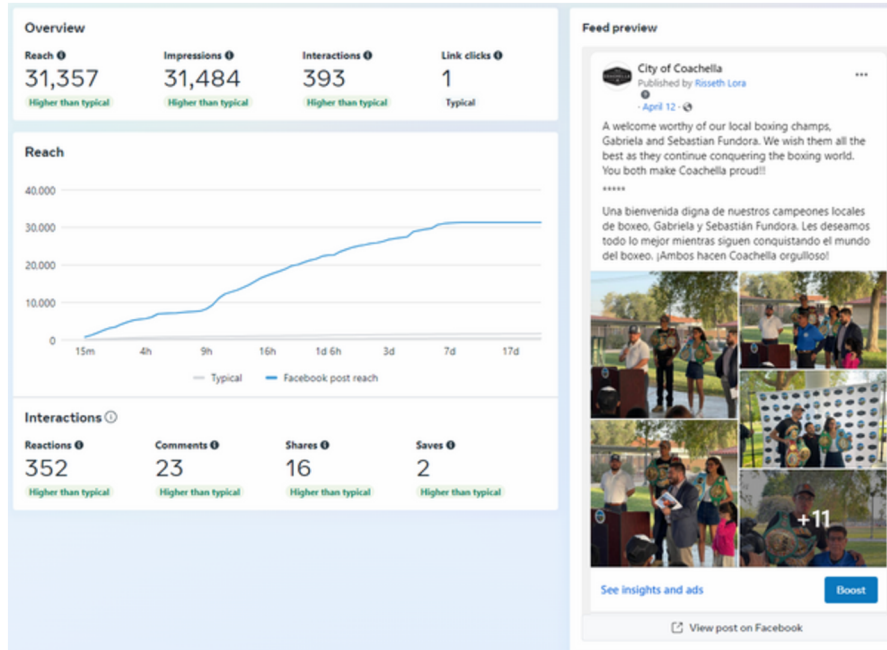 Overview
Reach
31,357
Higher than typical
Impressions
31,484
Higher than typical
Interactions
393
Higher than typical
Link clicks
1
Typical
Reach
40.000
30.000
20.000
10.000
0
15m 4h 9h 16h 1d 6h 3d 7d 17d
Typical Facebook post reach
Interactions
Reactions
352
Higher than typical
Comments
23
Higher than typical
Shares
16
Higher than typical
Saves
2
Higher than typical
Feed preview
City of Coachella
Published by Risseth Lora
· April 12 ·
A welcome worthy of our local boxing champs,
Gabriela and Sebastian Fundora. We wish them all the
best as they continue conquering the boxing world.
You both make Coachella proud!!
*****
Una bienvenida digna de nuestros campeones locales
de boxeo, Gabriela y Sebastián Fundora. Les deseamos
todo lo mejor mientras siguen conquistando el mundo
del boxeo. ¡Ambos hacen Coachella orgulloso!
+11
See insights and ads
Boost
View post on Facebook